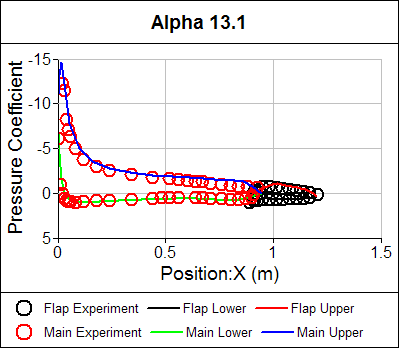 Alpha 13.1
-15
-10
-5
0
5
0
0.5
1
1.5
Pressure Coefficient
Position:X (m)
Flap Experiment Flap Lower Flap Upper
Main Experiment Main Lower Main Upper